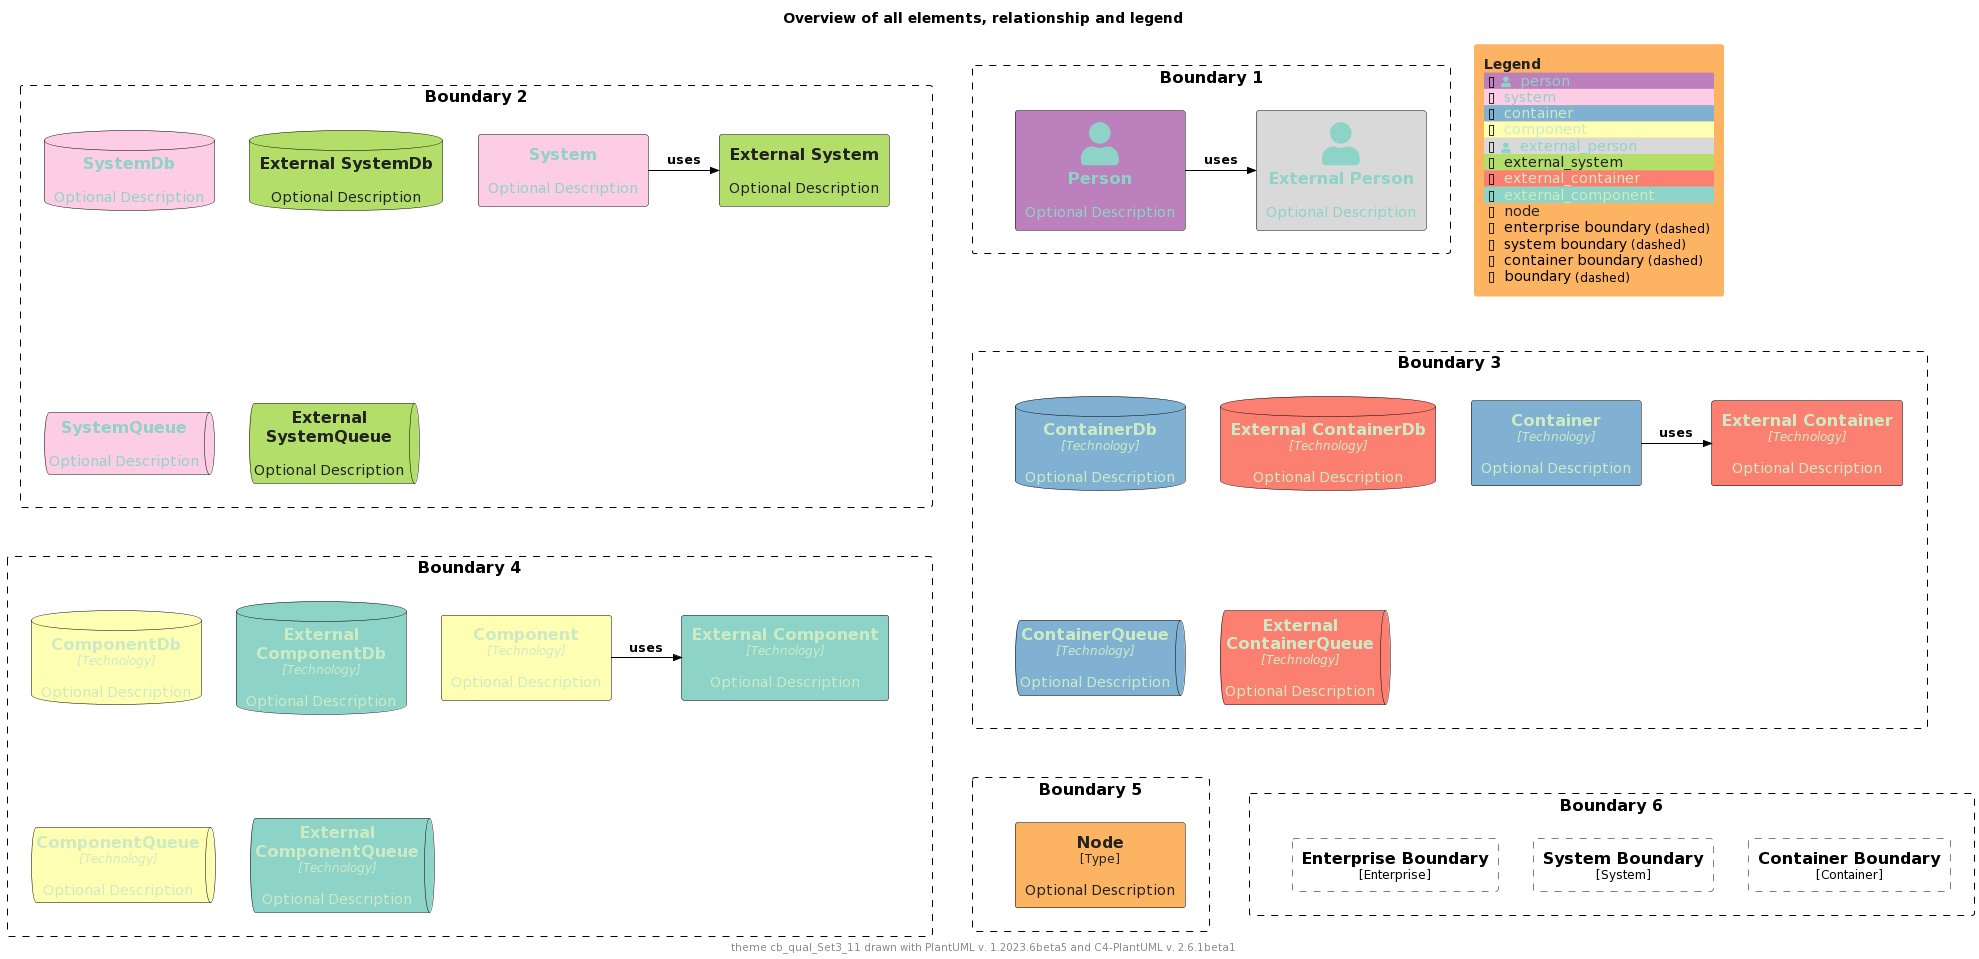 Overview of all elements, relationship and legend
Boundary 2
SystemDb
Optional Description
External SystemDb
Optional Description
System
Optional Description
uses
External System
Optional Description
SystemQueue
Optional Description
External
SystemQueue
Optional Description
Boundary 1
Person
Optional Description
uses
External Person
Optional Description
Legend
person
system
container
component
external_person
external_system
external_container
external_component
node
enterprise boundary (dashed)
system boundary (dashed)
container boundary (dashed)
boundary (dashed)
Boundary 3
ContainerDb
[Technology]
Optional Description
External ContainerDb
[Technology]
Optional Description
Container
[Technology]
Optional Description
uses
External Container
[Technology]
Optional Description
ContainerQueue
[Technology]
Optional Description
External
ContainerQueue
[Technology]
Optional Description
Boundary 4
ComponentDb
[Technology]
Optional Description
External
ComponentDb
[Technology]
Optional Description
Component
[Technology]
Optional Description
uses
External Component
[Technology]
Optional Description
ComponentQueue
[Technology]
Optional Description
External
ComponentQueue
[Technology]
Optional Description
Boundary 5
Node
[Type]
Optional Description
Boundary 6
Enterprise Boundary
[Enterprise]
System Boundary
[System]
Container Boundary
[Container]
theme cb_qual_Set3_11 drawn with PlantUML v. 1.2023.6beta5 and C4-PlantUML v. 2.6.1beta1